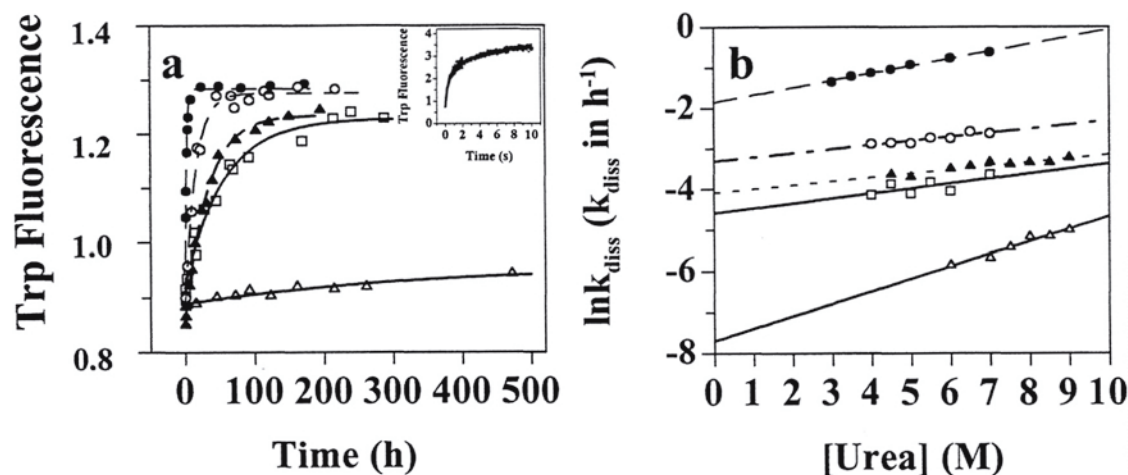 a
Trp Fluorescence
1.4
1.2
1.0
0.8
0 100 200 300 400 500
Time (h)
Trp Fluorescence
4
3
2
1
0
0 2 4 6 8 10
Time (s)
b
lnk_diss (k_diss in h^-1)
-0
-2
-4
-6
-8
0 1 2 3 4 5 6 7 8 9 10
[Urea] (M)